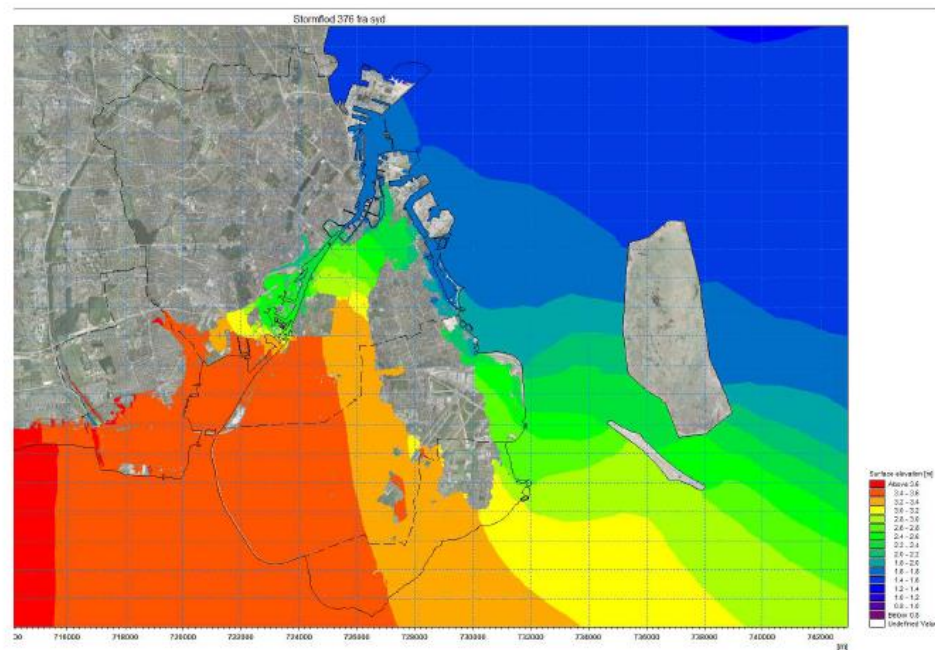 Stormflod 376 fra syd
Surface elevation [m]
Above 3.6
3.4 - 3.6
3.2 - 3.4
3.0 - 3.2
2.8 - 3.0
2.6 - 2.8
2.4 - 2.6
2.2 - 2.4
2.0 - 2.2
1.8 - 2.0
1.6 - 1.8
1.4 - 1.6
1.2 - 1.4
1.0 - 1.2
0.8 - 1.0
Below 0.8
Undefined Value
716000 718000 720000 722000 724000 726000 728000 730000 732000 734000 736000 738000 740000 742000
[m]